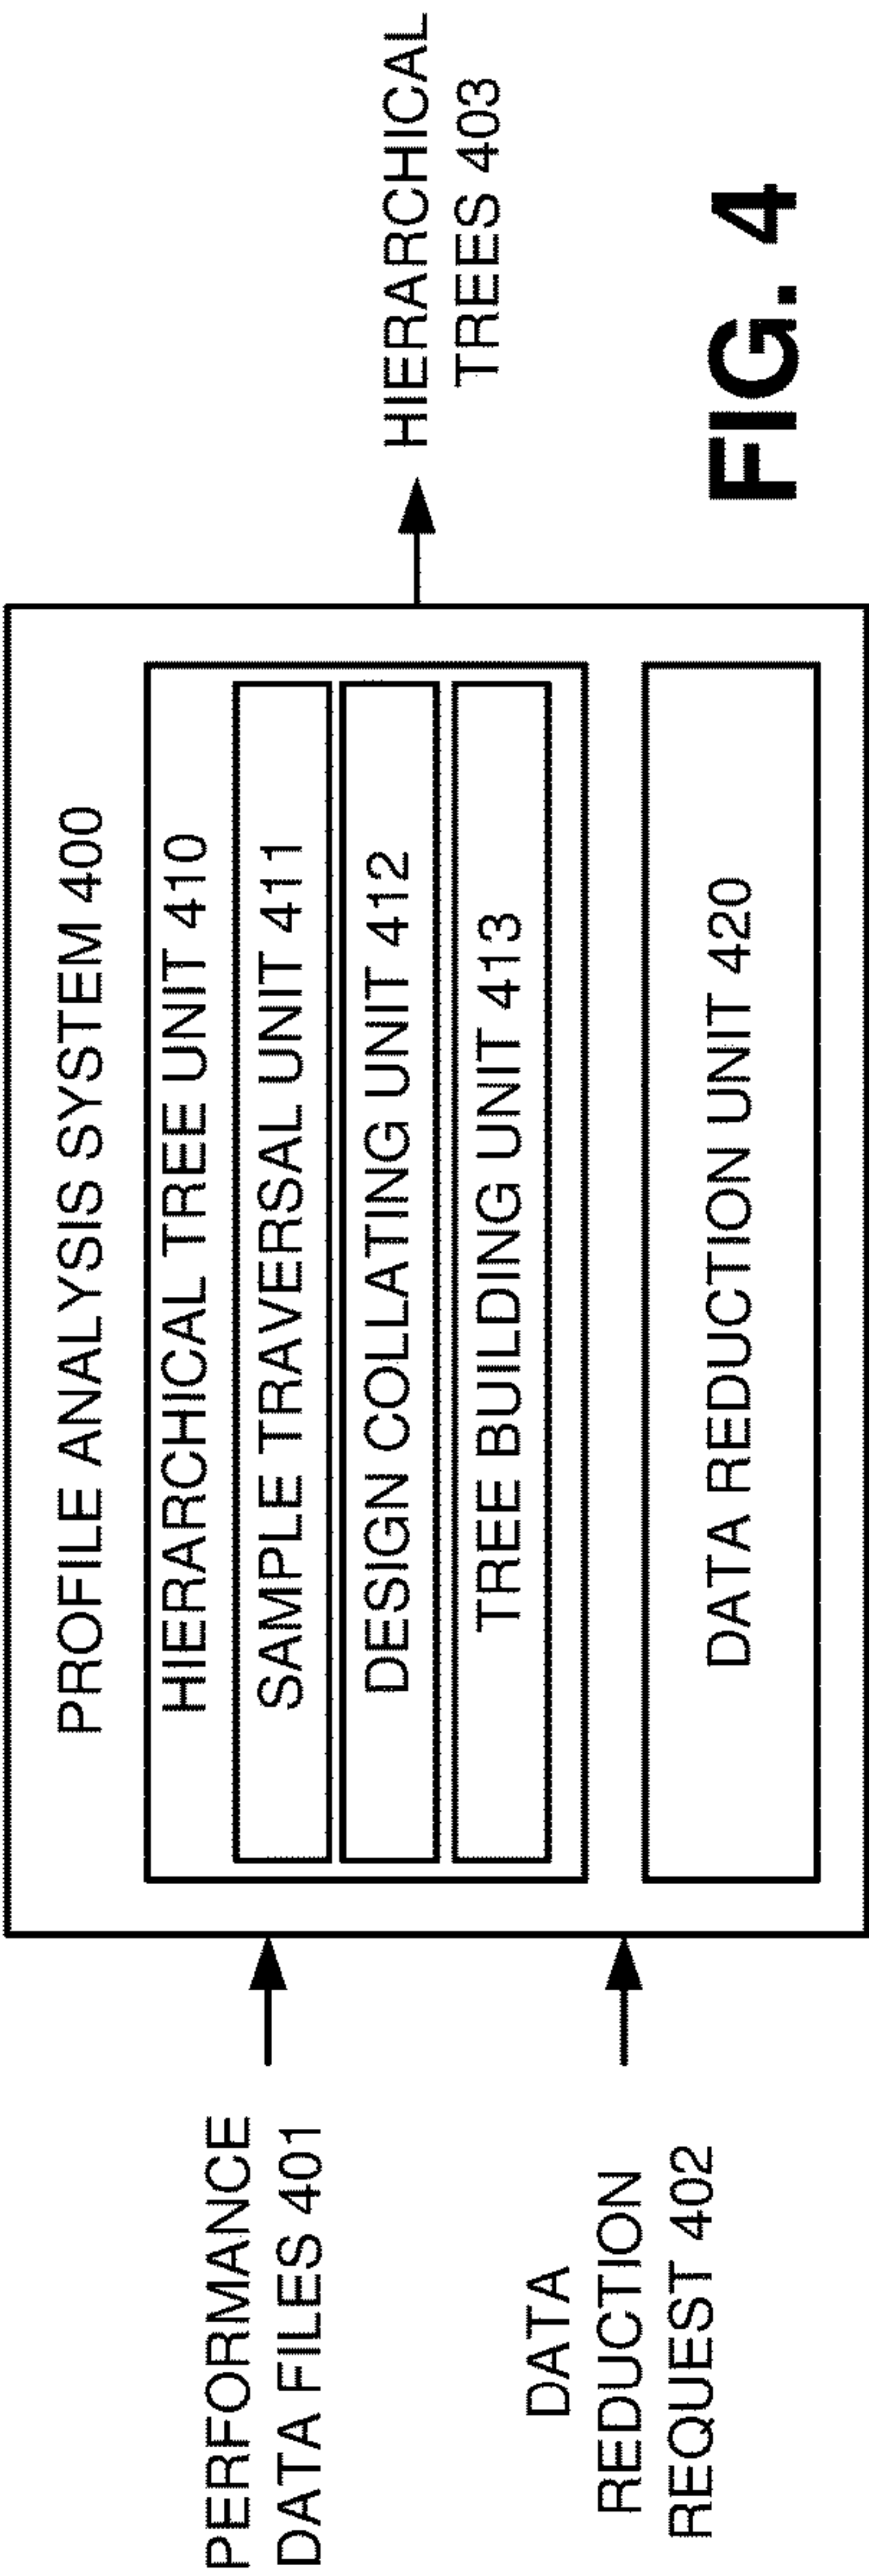 PERFORMANCE
DATA FILES 401
DATA
REDUCTION
REQUEST 402
PROFILE ANALYSIS SYSTEM 400
HIERARCHICAL TREE UNIT 410
SAMPLE TRAVERSAL UNIT 411
DESIGN COLLATING UNIT 412
TREE BUILDING UNIT 413
DATA REDUCTION UNIT 420
HIERARCHICAL
TREES 403
FIG. 4